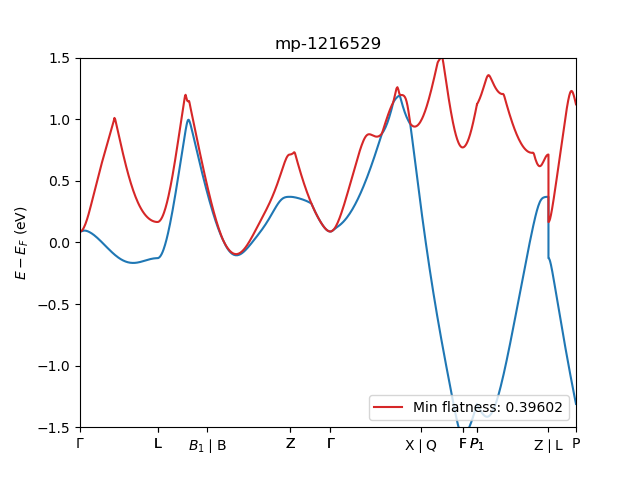 mp-1216529
1.5
1.0
0.5
0.0
−0.5
−1.0
−1.5
E − E_F (eV)
Min flatness: 0.39602
Γ L B₁ | B Z Γ X | Q F P₁ Z | L P